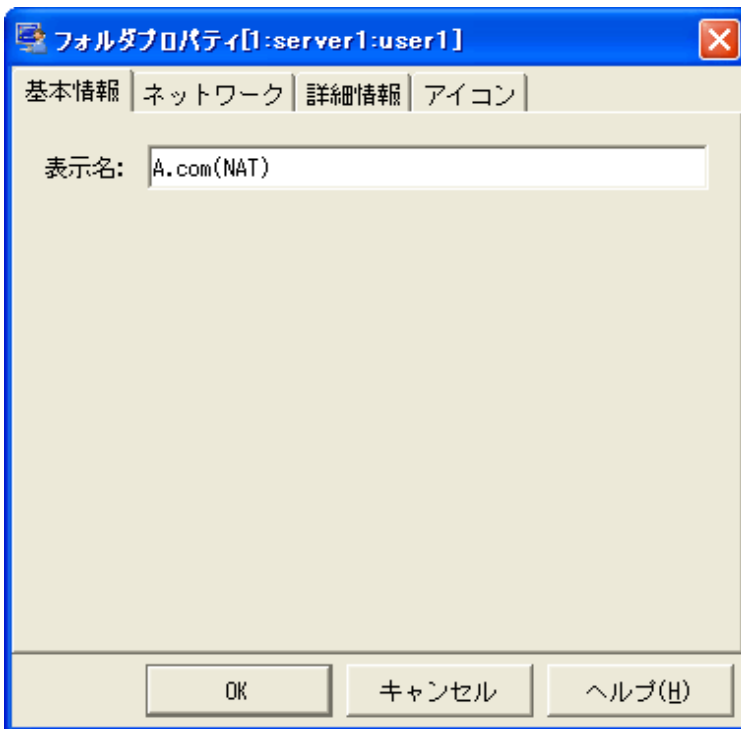 フォルダプロパティ[1:server1:user1]
基本情報 ネットワーク 詳細情報 アイコン
表示名: A.com(NAT)
OK キャンセル ヘルプ(H)